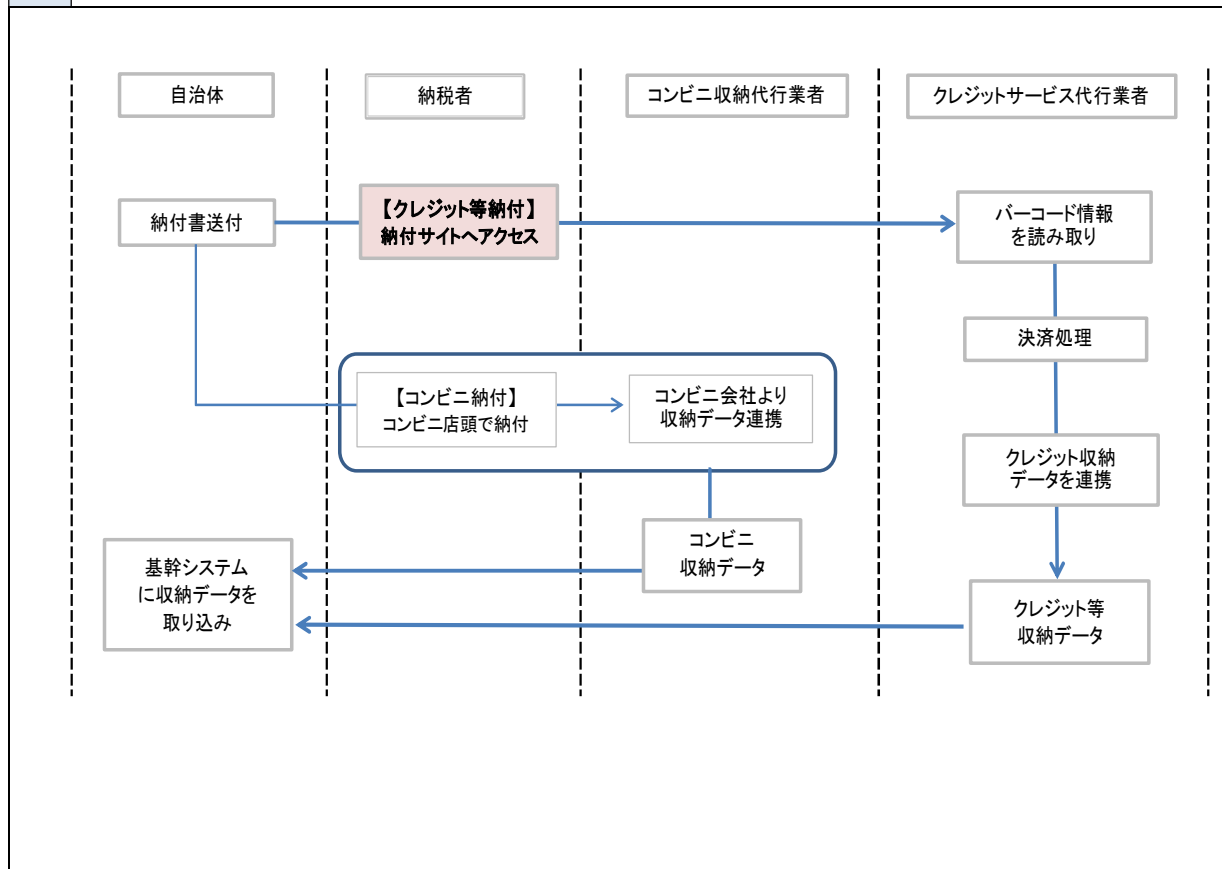 自治体
納税者
コンビニ収納代行業者
クレジットサービス代行業者
納付書送付
【クレジット等納付】
納付サイトへアクセス
バーコード情報
を読み取り
決済処理
【コンビニ納付】
コンビニ店頭で納付
コンビニ会社より
収納データ連携
クレジット収納
データを連携
コンビニ
収納データ
基幹システム
に収納データを
取り込み
クレジット等
収納データ